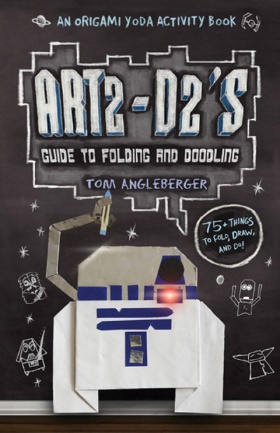 AN ORIGAMI YODA ACTIVITY BOOK
ART2-D2'S
GUIDE TO FOLDING AND DOODLING
TOM ANGLEBERGER
75+ THINGS
TO FOLD, DRAW,
AND DO!